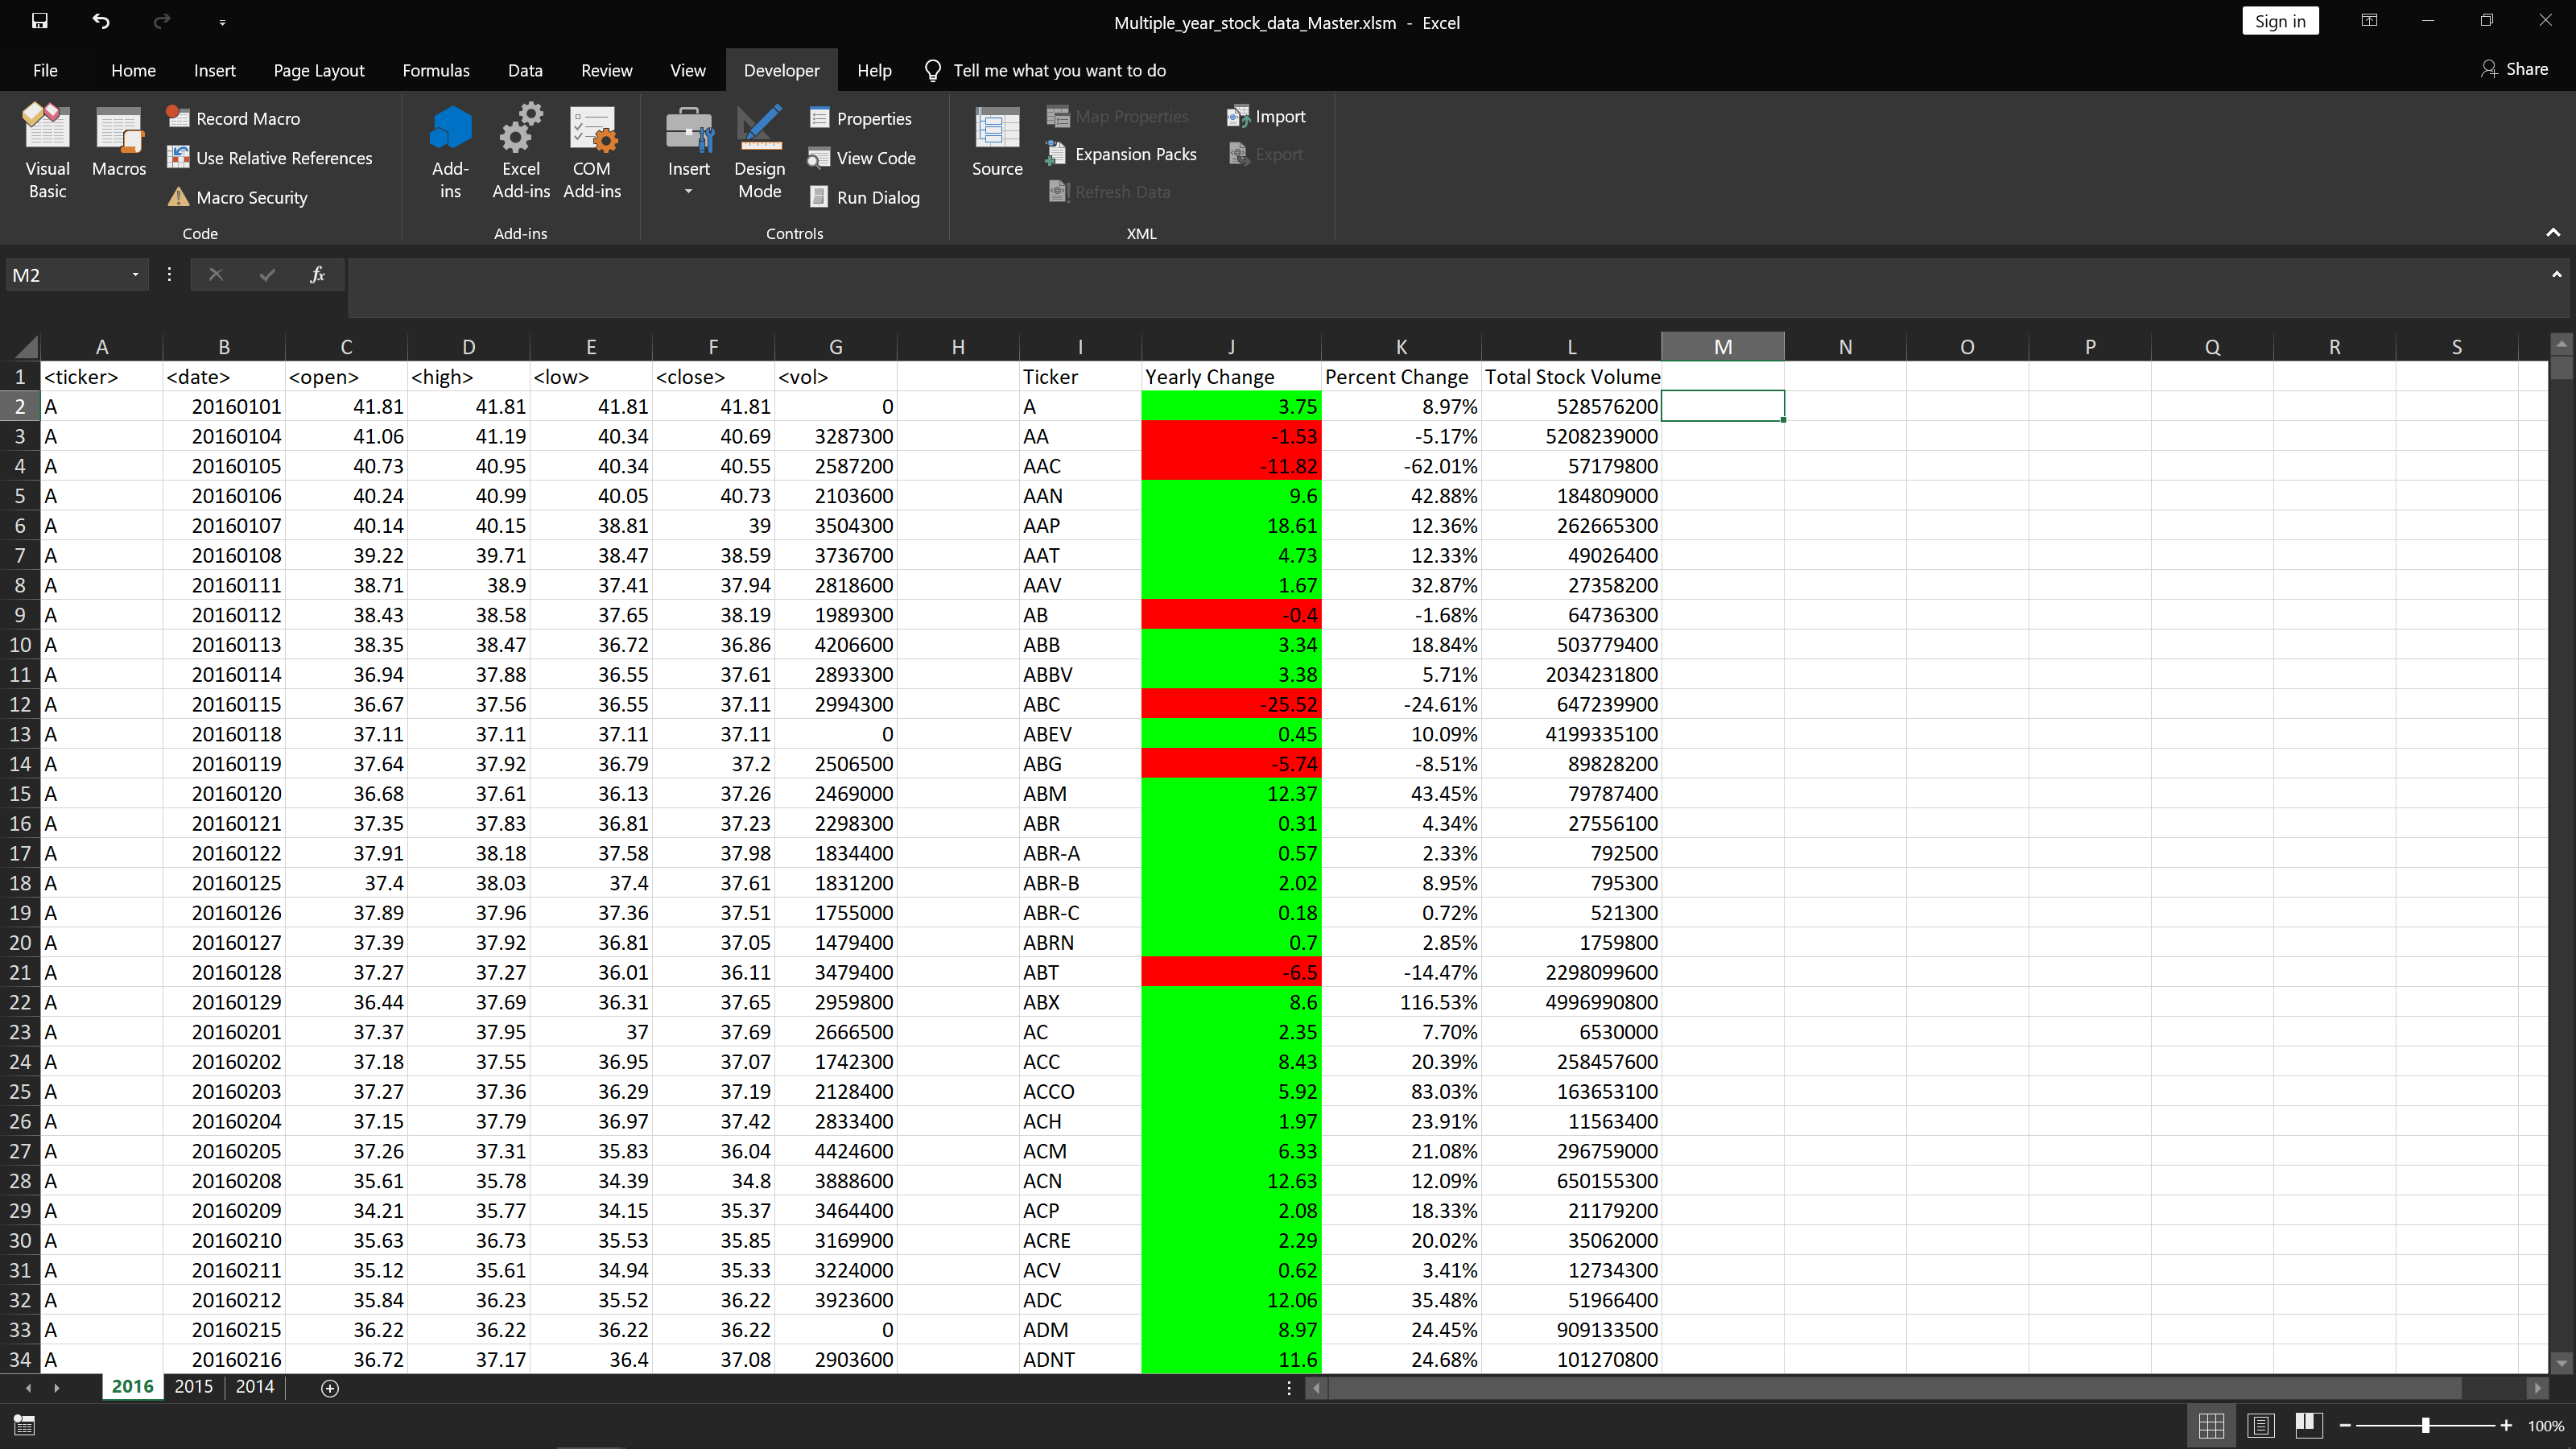 Multiple_year_stock_data_Master.xlsm - Excel
Sign in
File Home Insert Page Layout Formulas Data Review View Developer Help Tell me what you want to do Share
Visual Basic
Macros
Record Macro
Use Relative References
Macro Security
Code
Add-ins
Excel Add-ins
COM Add-ins
Add-ins
Insert
Design Mode
Properties
View Code
Run Dialog
Controls
Source
Map Properties
Expansion Packs
Refresh Data
Import
Export
XML
M2
fx
A B C D E F G H I J K L M N O P Q R S
1 <ticker> <date> <open> <high> <low> <close> <vol> Ticker Yearly Change Percent Change Total Stock Volume
2 A 20160101 41.81 41.81 41.81 41.81 0 A 3.75 8.97% 528576200
3 A 20160104 41.06 41.19 40.34 40.69 3287300 AA -1.53 -5.17% 5208239000
4 A 20160105 40.73 40.95 40.34 40.55 2587200 AAC -11.82 -62.01% 57179800
5 A 20160106 40.24 40.99 40.05 40.73 2103600 AAN 9.6 42.88% 184809000
6 A 20160107 40.14 40.15 38.81 39 3504300 AAP 18.61 12.36% 262665300
7 A 20160108 39.22 39.71 38.47 38.59 3736700 AAT 4.73 12.33% 49026400
8 A 20160111 38.71 38.9 37.41 37.94 2818600 AAV 1.67 32.87% 27358200
9 A 20160112 38.43 38.58 37.65 38.19 1989300 AB -0.4 -1.68% 64736300
10 A 20160113 38.35 38.47 36.72 36.86 4206600 ABB 3.34 18.84% 503779400
11 A 20160114 36.94 37.88 36.55 37.61 2893300 ABBV 3.38 5.71% 2034231800
12 A 20160115 36.67 37.56 36.55 37.11 2994300 ABC -25.52 -24.61% 647239900
13 A 20160118 37.11 37.11 37.11 37.11 0 ABEV 0.45 10.09% 4199335100
14 A 20160119 37.64 37.92 36.79 37.2 2506500 ABG -5.74 -8.51% 89828200
15 A 20160120 36.68 37.61 36.13 37.26 2469000 ABM 12.37 43.45% 79787400
16 A 20160121 37.35 37.83 36.81 37.23 2298300 ABR 0.31 4.34% 27556100
17 A 20160122 37.91 38.18 37.58 37.98 1834400 ABR-A 0.57 2.33% 792500
18 A 20160125 37.4 38.03 37.4 37.61 1831200 ABR-B 2.02 8.95% 795300
19 A 20160126 37.89 37.96 37.36 37.51 1755000 ABR-C 0.18 0.72% 521300
20 A 20160127 37.39 37.92 36.81 37.05 1479400 ABRN 0.7 2.85% 1759800
21 A 20160128 37.27 37.27 36.01 36.11 3479400 ABT -6.5 -14.47% 2298099600
22 A 20160129 36.44 37.69 36.31 37.65 2959800 ABX 8.6 116.53% 4996990800
23 A 20160201 37.37 37.95 37 37.69 2666500 AC 2.35 7.70% 6530000
24 A 20160202 37.18 37.55 36.95 37.07 1742300 ACC 8.43 20.39% 258457600
25 A 20160203 37.27 37.36 36.29 37.19 2128400 ACCO 5.92 83.03% 163653100
26 A 20160204 37.15 37.79 36.97 37.42 2833400 ACH 1.97 23.91% 11563400
27 A 20160205 37.26 37.31 35.83 36.04 4424600 ACM 6.33 21.08% 296759000
28 A 20160208 35.61 35.78 34.39 34.8 3888600 ACN 12.63 12.09% 650155300
29 A 20160209 34.21 35.77 34.15 35.37 3464400 ACP 2.08 18.33% 21179200
30 A 20160210 35.63 36.73 35.53 35.85 3169900 ACRE 2.29 20.02% 35062000
31 A 20160211 35.12 35.61 34.94 35.33 3224000 ACV 0.62 3.41% 12734300
32 A 20160212 35.84 36.23 35.52 36.22 3923600 ADC 12.06 35.48% 51966400
33 A 20160215 36.22 36.22 36.22 36.22 0 ADM 8.97 24.45% 909133500
34 A 20160216 36.72 37.17 36.4 37.08 2903600 ADNT 11.6 24.68% 101270800
2016 2015 2014
100%